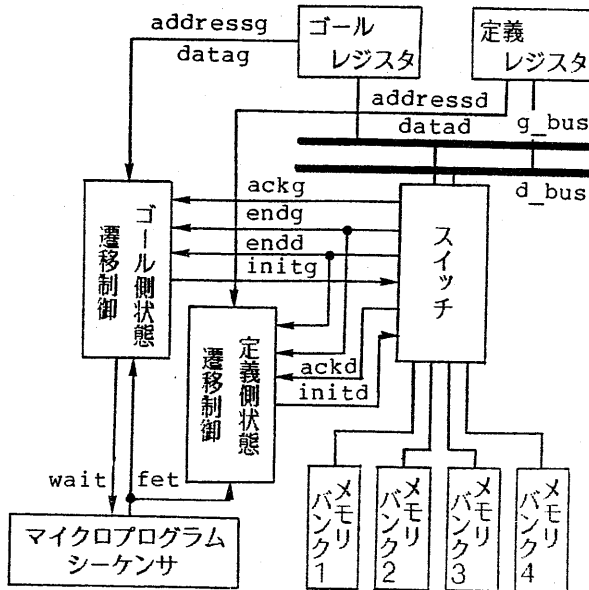 addressg
datag
ゴール
レジスタ
定義
レジスタ
addressd
datad
g_bus
d_bus
ackg
endg
endd
initg
ゴール側状態
遷移制御
スイッチ
定義側状態
遷移制御
ackd
initd
wait
fet
マイクロプログラム
シーケンサ
メモリ
バンク1
メモリ
バンク2
メモリ
バンク3
メモリ
バンク4